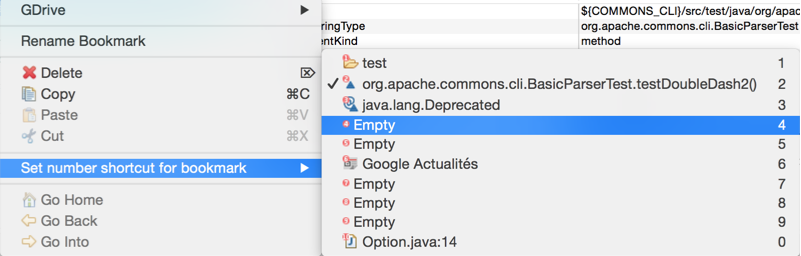 GDrive
Rename Bookmark
Delete
Copy ⌘C
Paste ⌘V
Cut ⌘X
Set number shortcut for bookmark
Go Home
Go Back
Go Into
${COMMONS_CLI}/src/test/java/org/apac
ringType org.apache.commons.cli.BasicParserTest
entKind method
test 1
✓ org.apache.commons.cli.BasicParserTest.testDoubleDash2() 2
java.lang.Deprecated 3
Empty 4
Empty 5
Google Actualités 6
Empty 7
Empty 8
Empty 9
Option.java:14 0